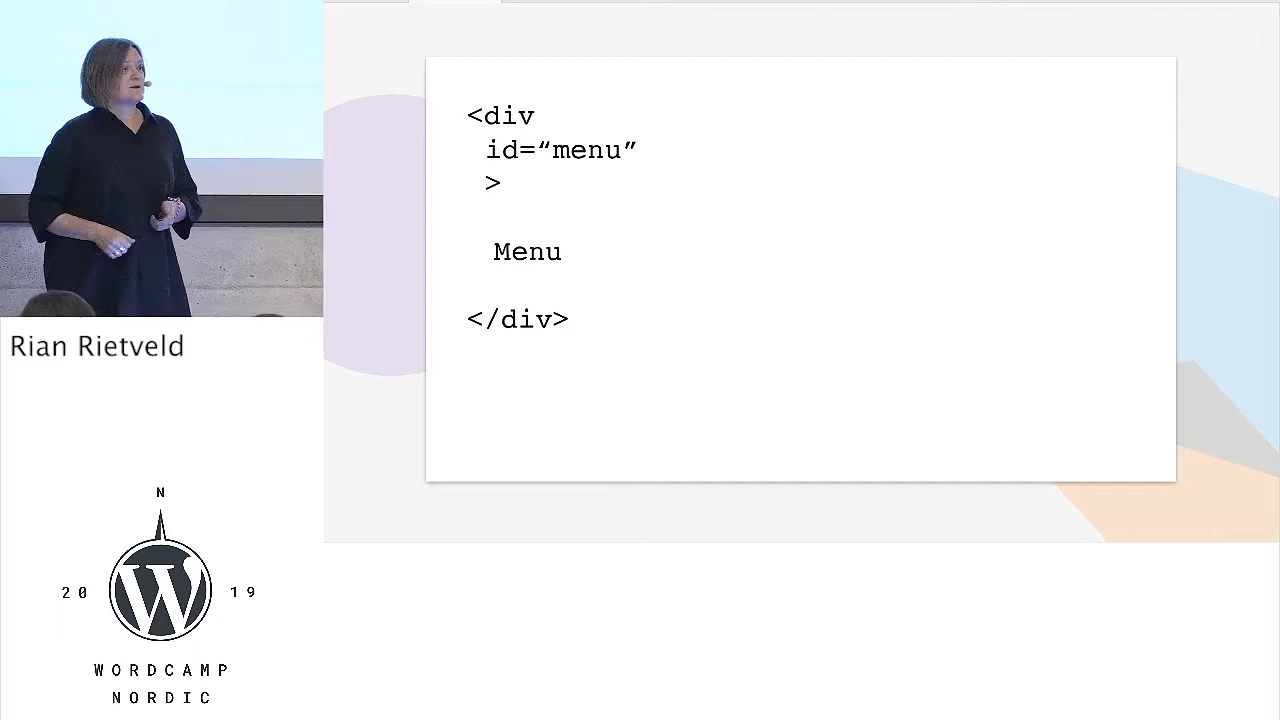 <div
id=“menu”
>
Menu
</div>
Rian Rietveld
N
20 19
WORDCAMP
NORDIC